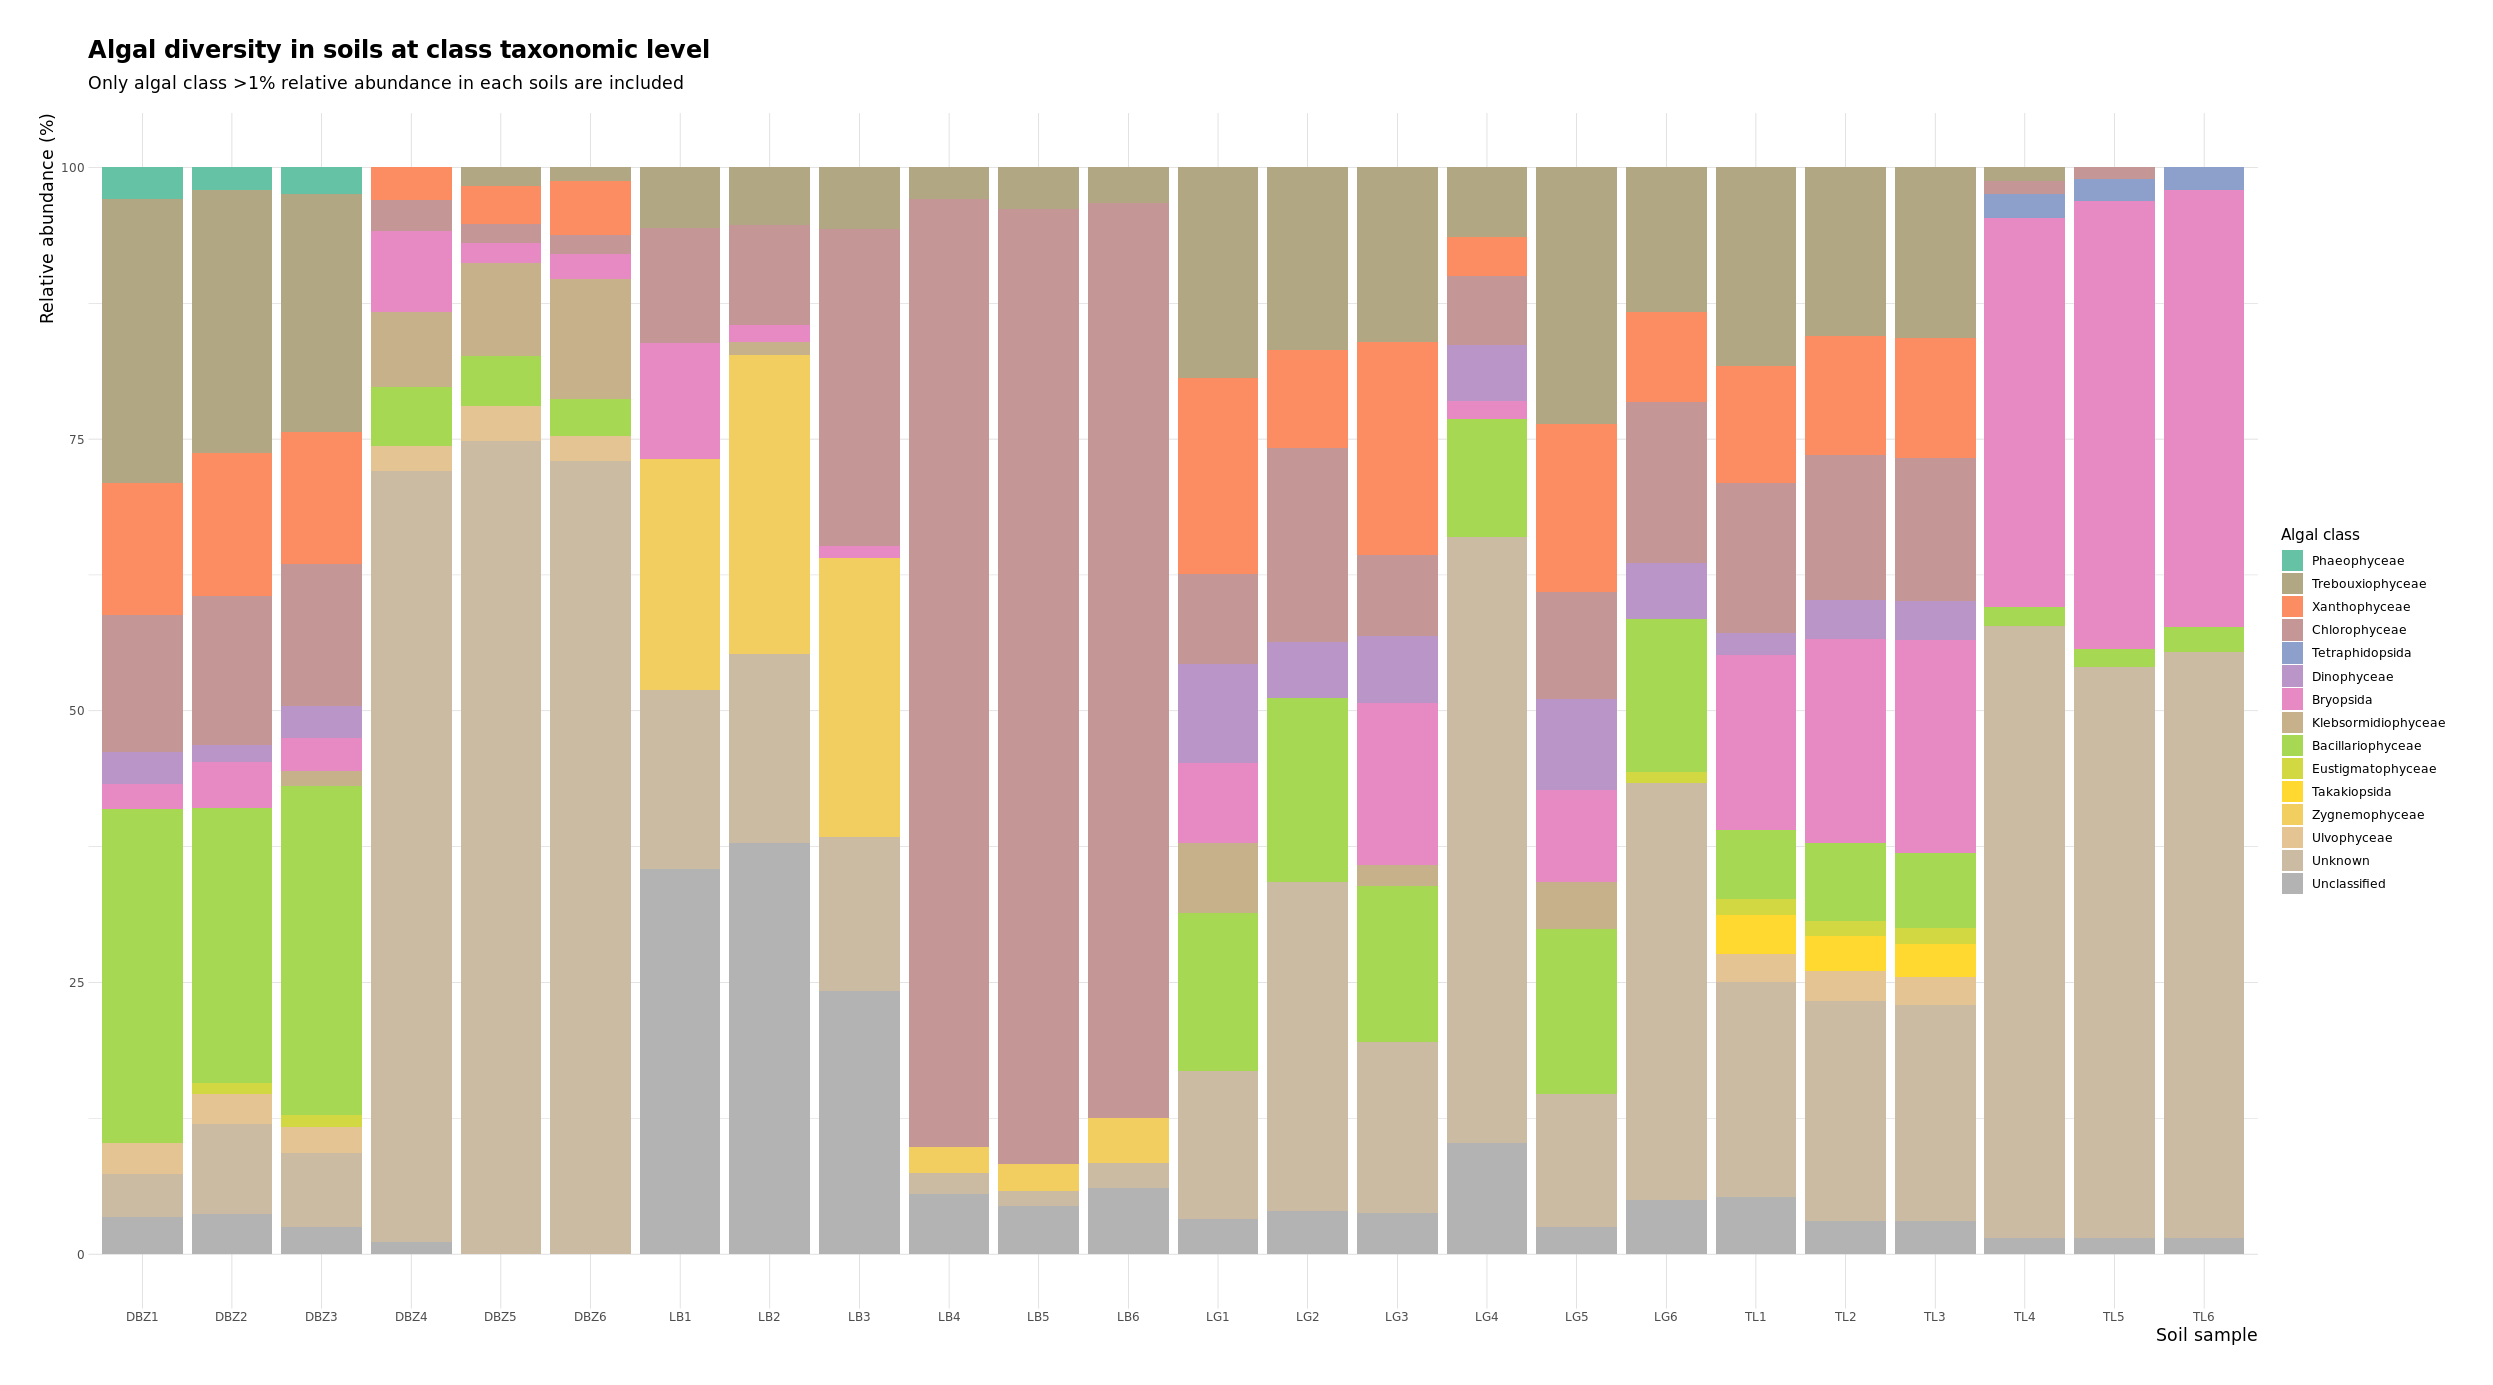 Algal diversity in soils at class taxonomic level
Only algal class >1% relative abundance in each soils are included
Relative abundance (%)
100
75
50
25
0
DBZ1 DBZ2 DBZ3 DBZ4 DBZ5 DBZ6 LB1 LB2 LB3 LB4 LB5 LB6 LG1 LG2 LG3 LG4 LG5 LG6 TL1 TL2 TL3 TL4 TL5 TL6
Soil sample
Algal class
Phaeophyceae
Trebouxiophyceae
Xanthophyceae
Chlorophyceae
Tetraphidopsida
Dinophyceae
Bryopsida
Klebsormidiophyceae
Bacillariophyceae
Eustigmatophyceae
Takakiopsida
Zygnemophyceae
Ulvophyceae
Unknown
Unclassified